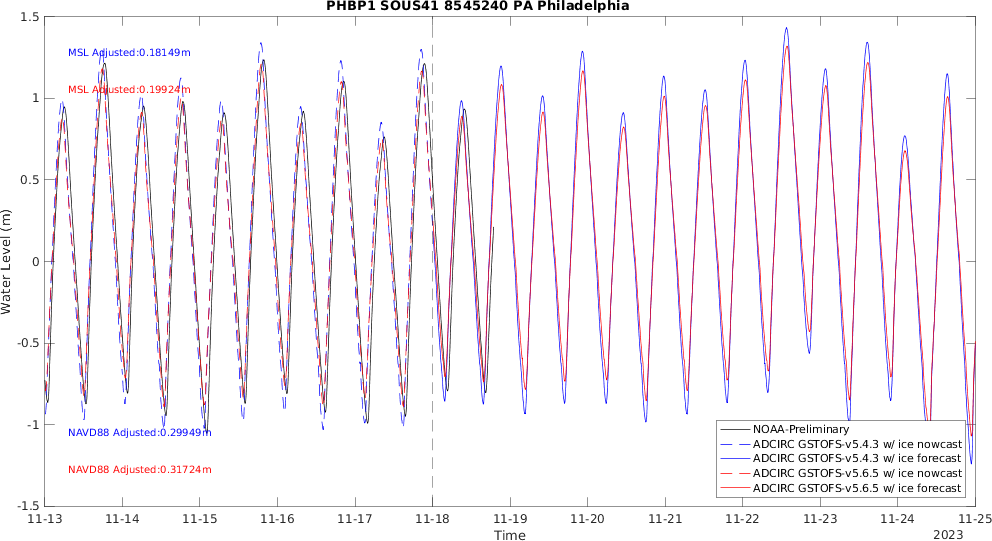 PHBP1 SOUS41 8545240 PA Philadelphia
1.5
1
0.5
0
-0.5
-1
-1.5
Water Level (m)
MSL Adjusted:0.18149m
MSL Adjusted:0.19924m
NAVD88 Adjusted:0.29949m
NAVD88 Adjusted:0.31724m
NOAA-Preliminary
ADCIRC GSTOFS-v5.4.3 w/ ice nowcast
ADCIRC GSTOFS-v5.4.3 w/ ice forecast
ADCIRC GSTOFS-v5.6.5 w/ ice nowcast
ADCIRC GSTOFS-v5.6.5 w/ ice forecast
11-13 11-14 11-15 11-16 11-17 11-18 11-19 11-20 11-21 11-22 11-23 11-24 11-25
Time
2023